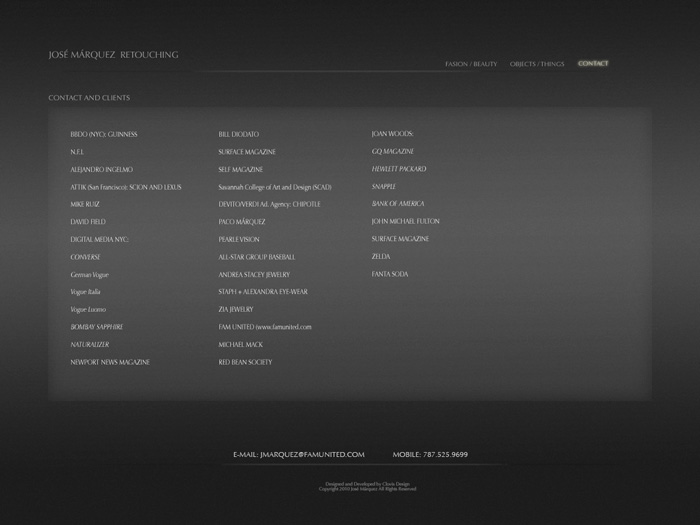 JOSÉ MÁRQUEZ RETOUCHING
FASION / BEAUTY OBJECTS / THINGS CONTACT
CONTACT AND CLIENTS
BBDO (NYC): GUINNESS
N.F.L
ALEJANDRO INGELMO
ATTIK (San Francisco): SCION AND LEXUS
MIKE RUIZ
DAVID FIELD
DIGITAL MEDIA NYC:
CONVERSE
German Vogue
Vogue Italia
Vogue Luomo
BOMBAY SAPPHIRE
NATURALIZER
NEWPORT NEWS MAGAZINE
BILL DIODATO
SURFACE MAGAZINE
SELF MAGAZINE
Savannah College of Art and Design (SCAD)
DEVITO/VERDI Ad. Agency: CHIPOTLE
PACO MÁRQUEZ
PEARLE VISION
ALL-STAR GROUP BASEBALL
ANDREA STACEY JEWELRY
STAPH + ALEXANDRA EYE-WEAR
ZIA JEWELRY
FAM UNITED (www.famunited.com
MICHAEL MACK
RED BEAN SOCIETY
JOAN WOODS:
GQ MAGAZINE
HEWLETT PACKARD
SNAPPLE
BANK OF AMERICA
JOHN MICHAEL FULTON
SURFACE MAGAZINE
ZELDA
FANTA SODA
E-MAIL: JMARQUEZ@FAMUNITED.COM MOBILE: 787.525.9699
Designed and Developed by Design
Copyright 2010 José Márquez All Rights Reserved